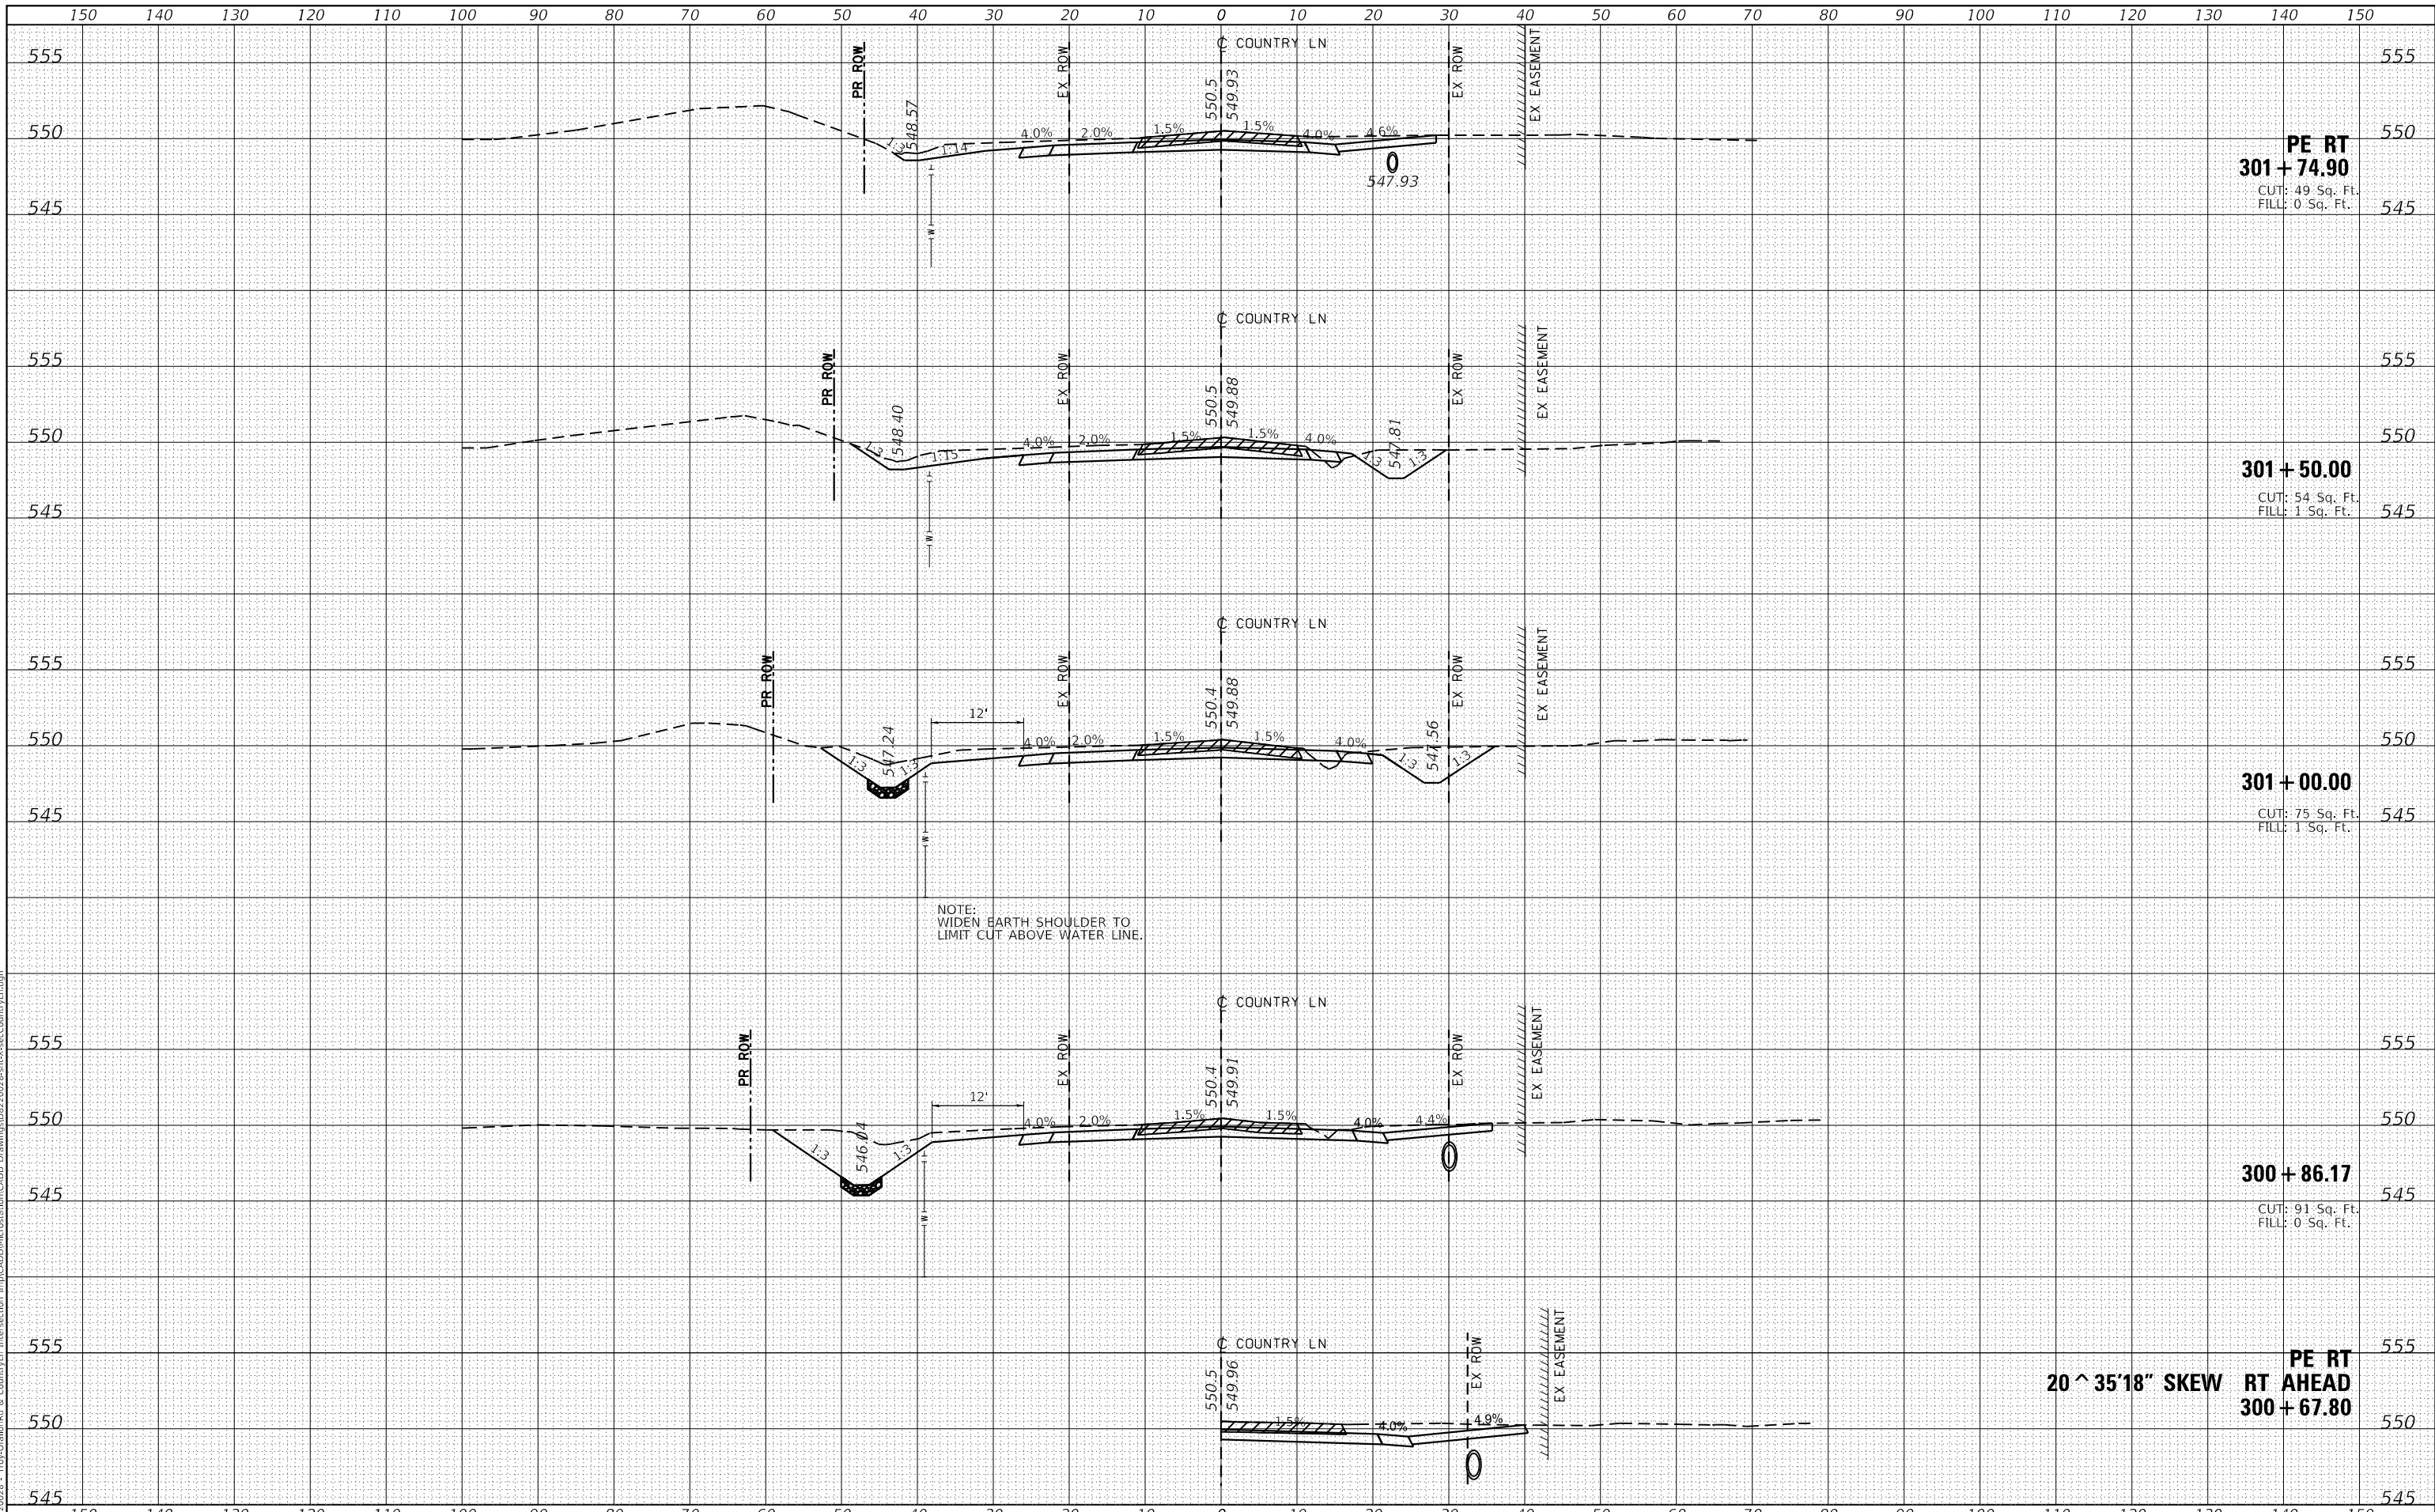 150 140 130 120 110 100 90 80 70 60 50 40 30 20 10 0 10 20 30 40 50 60 70 80 90 100 110 120 130 140 150
℄ COUNTRY LN
PR ROW
EX ROW
EX ROW
EX EASEMENT
555
555
550.5
549.93
548.57
550
550
1:3
1:14
4.0%
2.0%
1.5%
1.5%
4.0%
4.6%
547.93
W
PE RT
301+74.90
CUT: 49 Sq. Ft.
FILL: 0 Sq. Ft.
545
545
℄ COUNTRY LN
PR ROW
EX ROW
EX ROW
EX EASEMENT
555
555
550.5
549.88
548.40
547.81
550
550
1:3
1:15
4.0%
2.0%
1.5%
1.5%
4.0%
1:3
1:3
W
301+50.00
CUT: 54 Sq. Ft.
FILL: 1 Sq. Ft.
545
545
℄ COUNTRY LN
PR ROW
EX ROW
EX ROW
EX EASEMENT
555
555
12'
550.4
549.88
547.24
547.56
550
550
1:3
1:3
4.0%
2.0%
1.5%
1.5%
4.0%
1:3
1:3
W
301+00.00
CUT: 75 Sq. Ft.
FILL: 1 Sq. Ft.
545
545
NOTE:
WIDEN EARTH SHOULDER TO
LIMIT CUT ABOVE WATER LINE.
℄ COUNTRY LN
PR ROW
EX ROW
EX ROW
EX EASEMENT
555
555
12'
550.4
549.91
546.04
550
550
1:3
1:3
4.0%
2.0%
1.5%
1.5%
4.0%
4.4%
W
300+86.17
CUT: 91 Sq. Ft.
FILL: 0 Sq. Ft.
545
545
℄ COUNTRY LN
EX ROW
EX EASEMENT
555
555
550.5
549.96
550
550
1.5%
4.0%
4.9%
PE RT
20^35'18" SKEW RT AHEAD
300+67.80
545
545